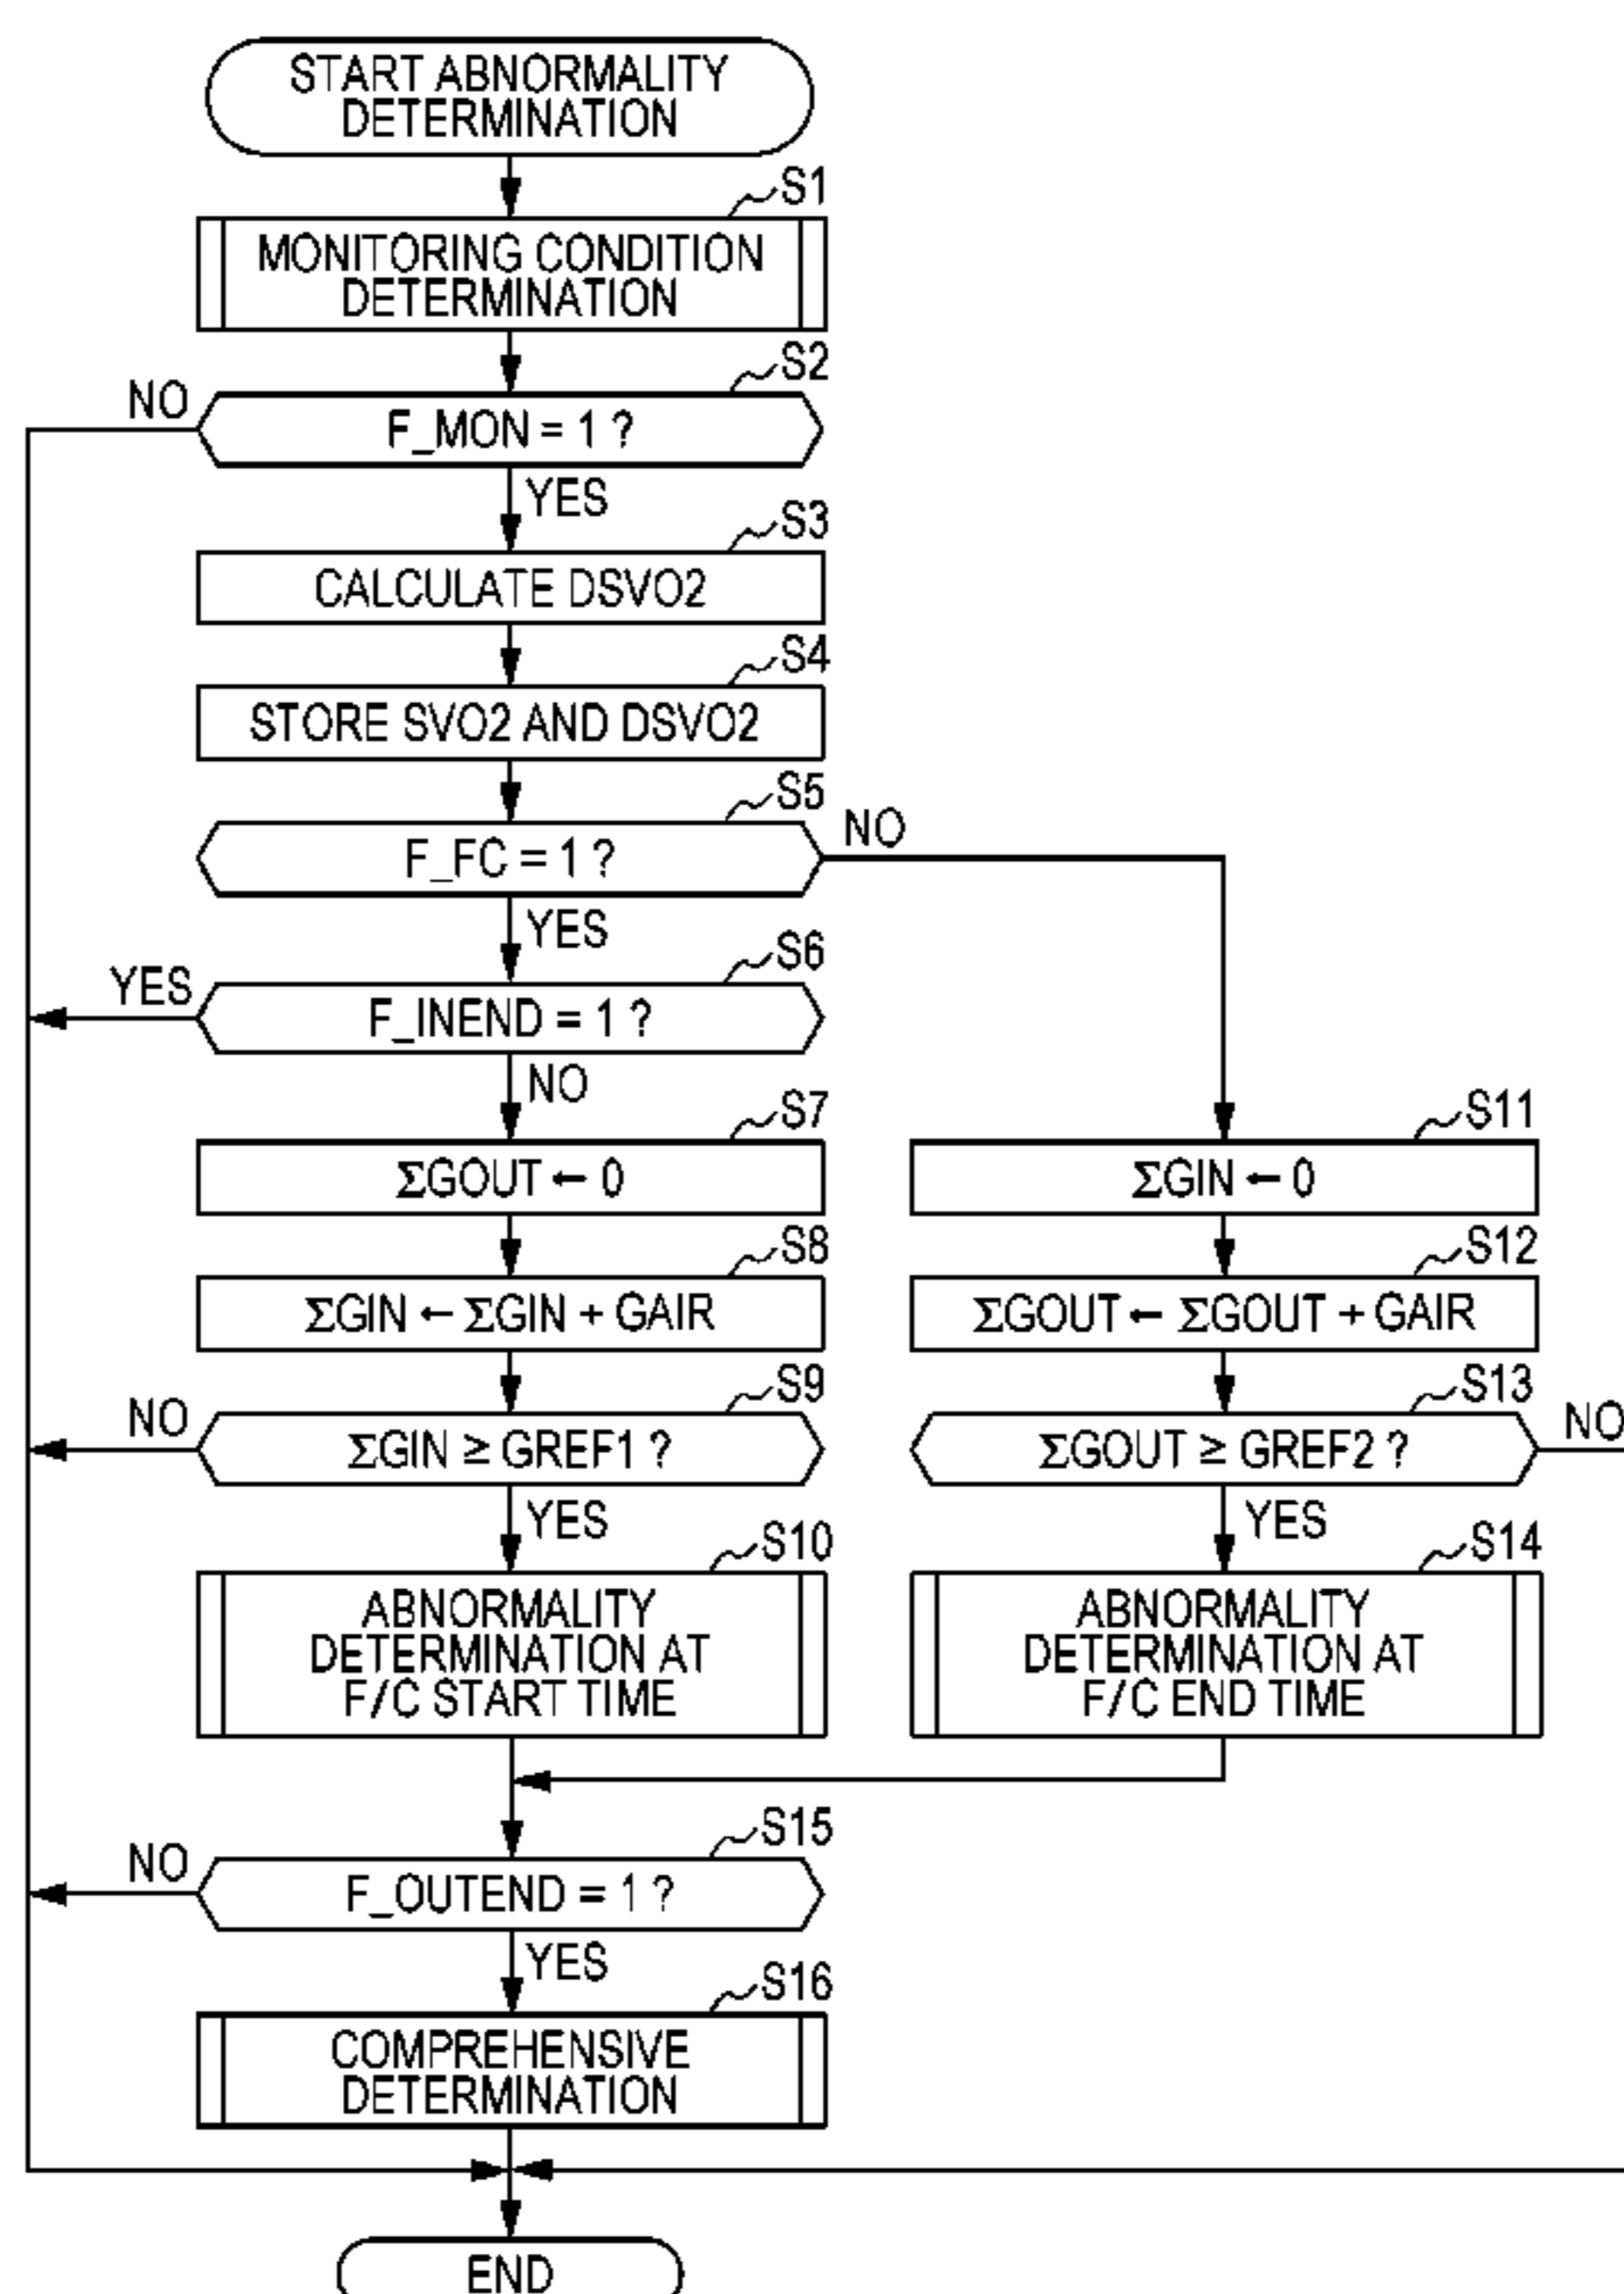 START ABNORMALITY
DETERMINATION
S1
MONITORING CONDITION
DETERMINATION
S2
NO
F_MON = 1 ?
YES
S3
CALCULATE DSVO2
S4
STORE SVO2 AND DSVO2
S5
F_FC = 1 ?
NO
YES
S6
YES
F_INEND = 1 ?
NO
S7
ΣGOUT ← 0
S11
ΣGIN ← 0
S8
ΣGIN ← ΣGIN + GAIR
S12
ΣGOUT ← ΣGOUT + GAIR
S9
NO
ΣGIN ≥ GREF1 ?
S13
ΣGOUT ≥ GREF2 ?
NO
YES
YES
S10
ABNORMALITY
DETERMINATION AT
F/C START TIME
S14
ABNORMALITY
DETERMINATION AT
F/C END TIME
S15
NO
F_OUTEND = 1 ?
YES
S16
COMPREHENSIVE
DETERMINATION
END